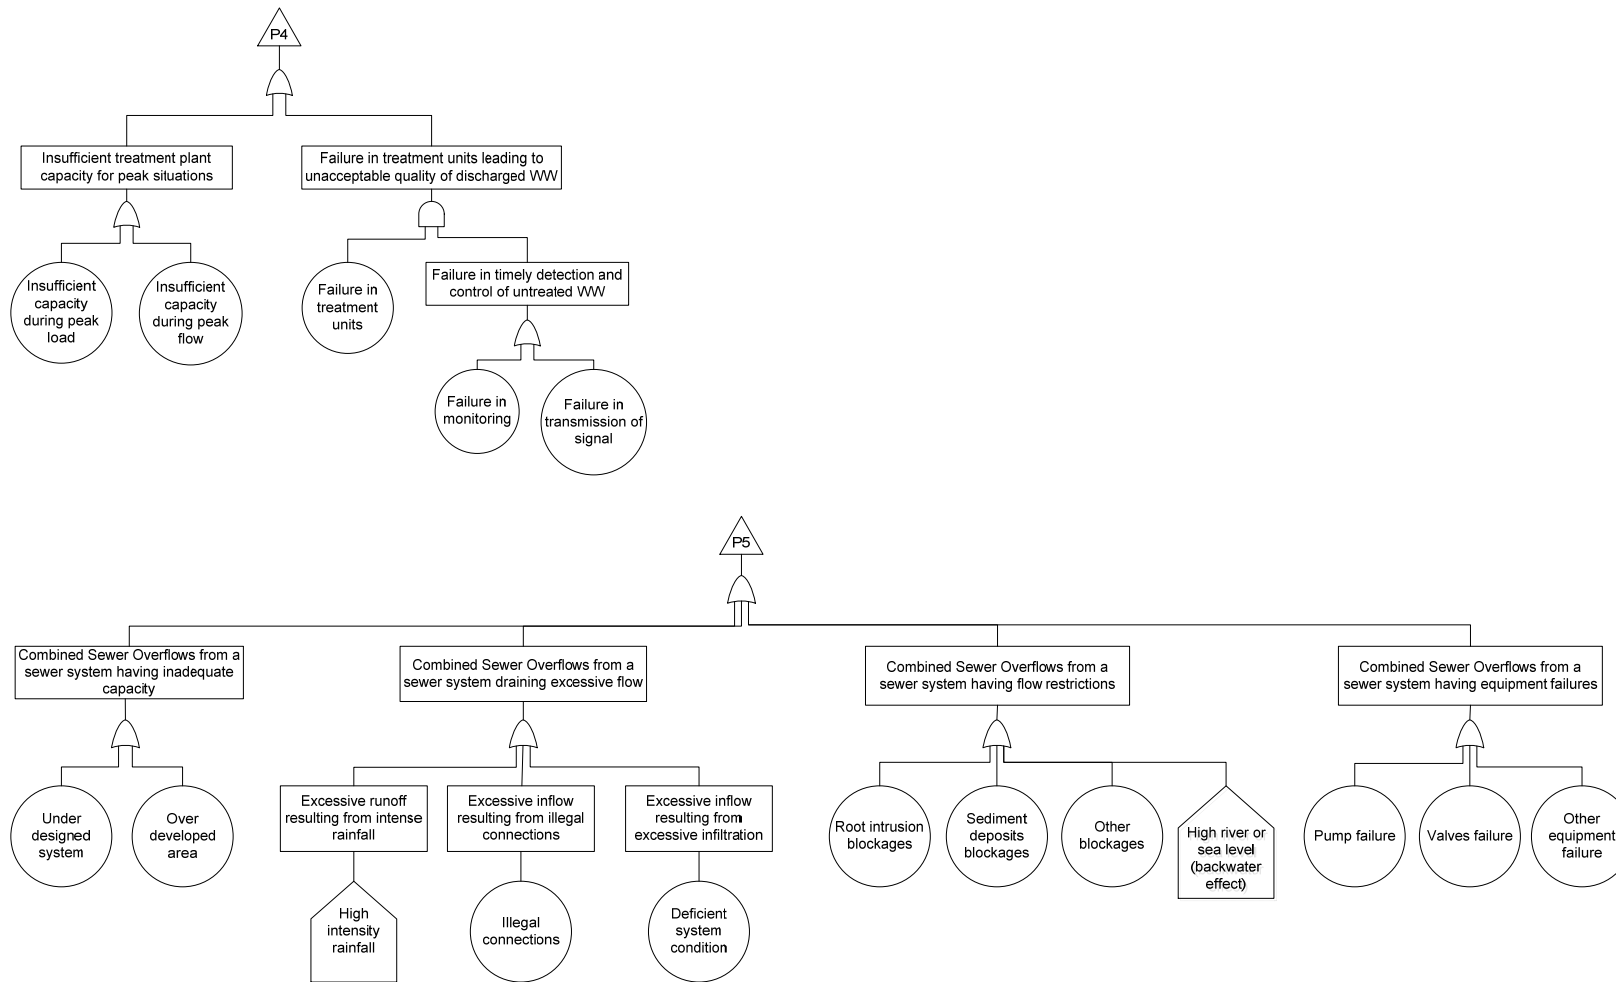 P4
Insufficient treatment plant
capacity for peak situations
Failure in treatment units leading to
unacceptable quality of discharged WW
Insufficient
capacity
during peak
load
Insufficient
capacity
during peak
flow
Failure in
treatment
units
Failure in timely detection and
control of untreated WW
Failure in
monitoring
Failure in
transmission of
signal
P5
Combined Sewer Overflows from a
sewer system having inadequate
capacity
Combined Sewer Overflows from a
sewer system draining excessive flow
Combined Sewer Overflows from a
sewer system having flow restrictions
Combined Sewer Overflows from a
sewer system having equipment failures
Under
designed
system
Over
developed
area
Excessive runoff
resulting from intense
rainfall
Excessive inflow
resulting from illegal
connections
Excessive inflow
resulting from
excessive infiltration
Root intrusion
blockages
Sediment
deposits
blockages
Other
blockages
High river or
sea level
(backwater
effect)
Pump failure
Valves failure
Other
equipment
failure
High
intensity
rainfall
Illegal
connections
Deficient
system
condition